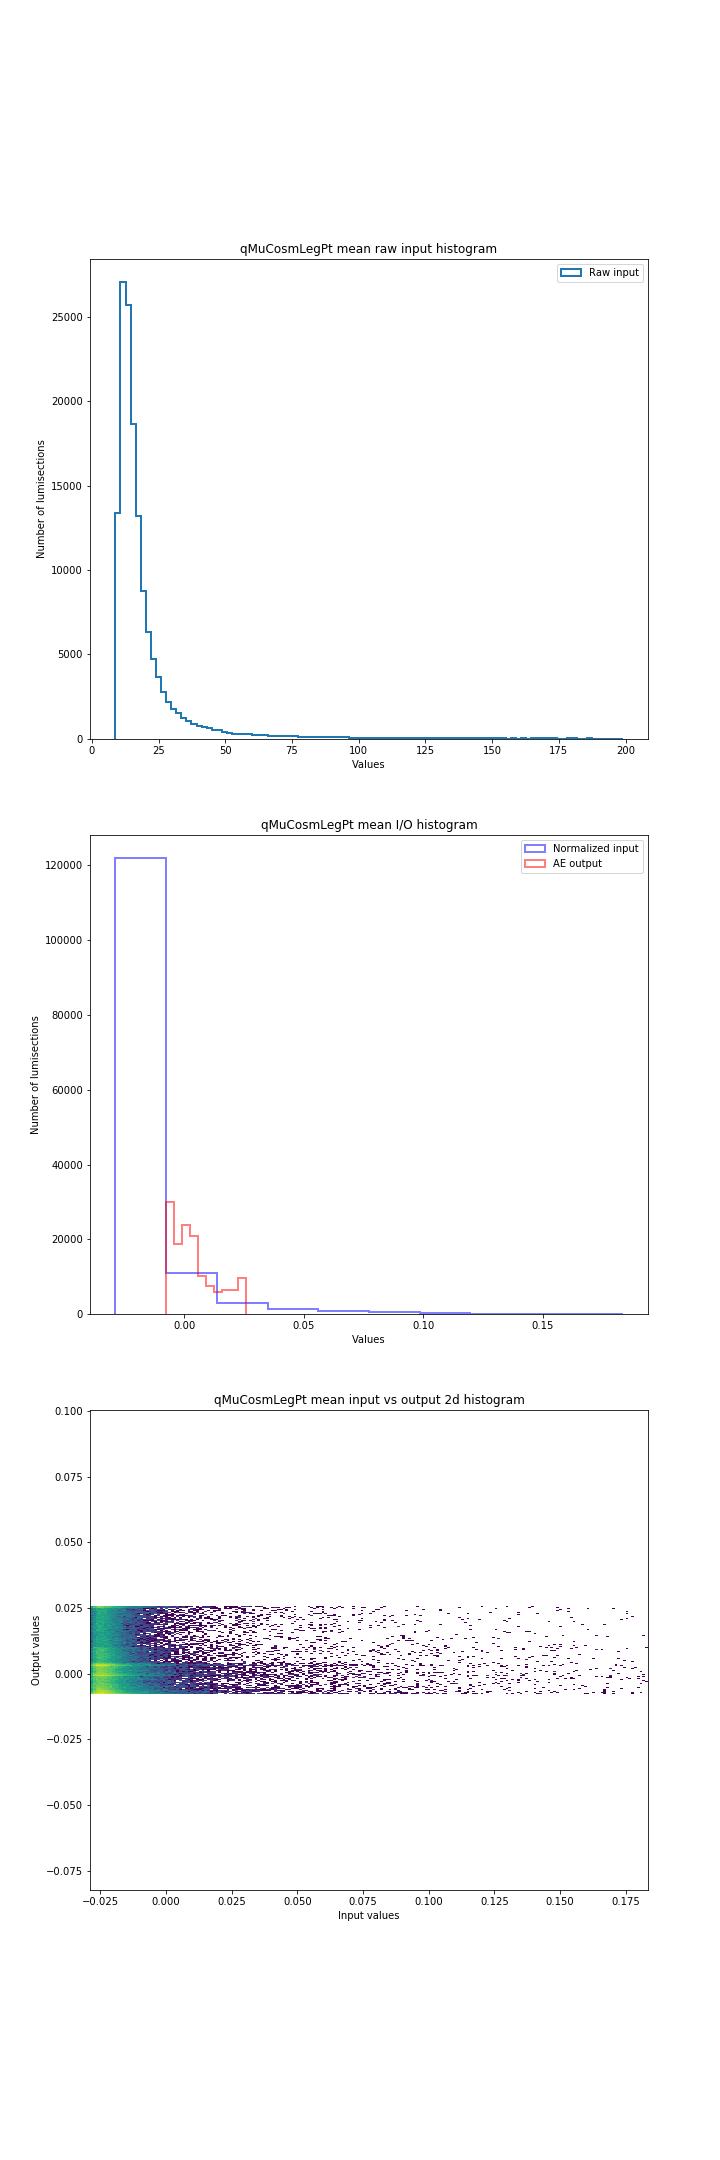 qMuCosmLegPt mean raw input histogram
Raw input
25000
20000
15000
10000
5000
0
Number of lumisections
0 25 50 75 100 125 150 175 200
Values
qMuCosmLegPt mean I/O histogram
Normalized input
AE output
120000
100000
80000
60000
40000
20000
0
Number of lumisections
0.00 0.05 0.10 0.15
Values
qMuCosmLegPt mean input vs output 2d histogram
0.100
0.075
0.050
0.025
0.000
−0.025
−0.050
−0.075
Output values
−0.025 0.000 0.025 0.050 0.075 0.100 0.125 0.150 0.175
Input values